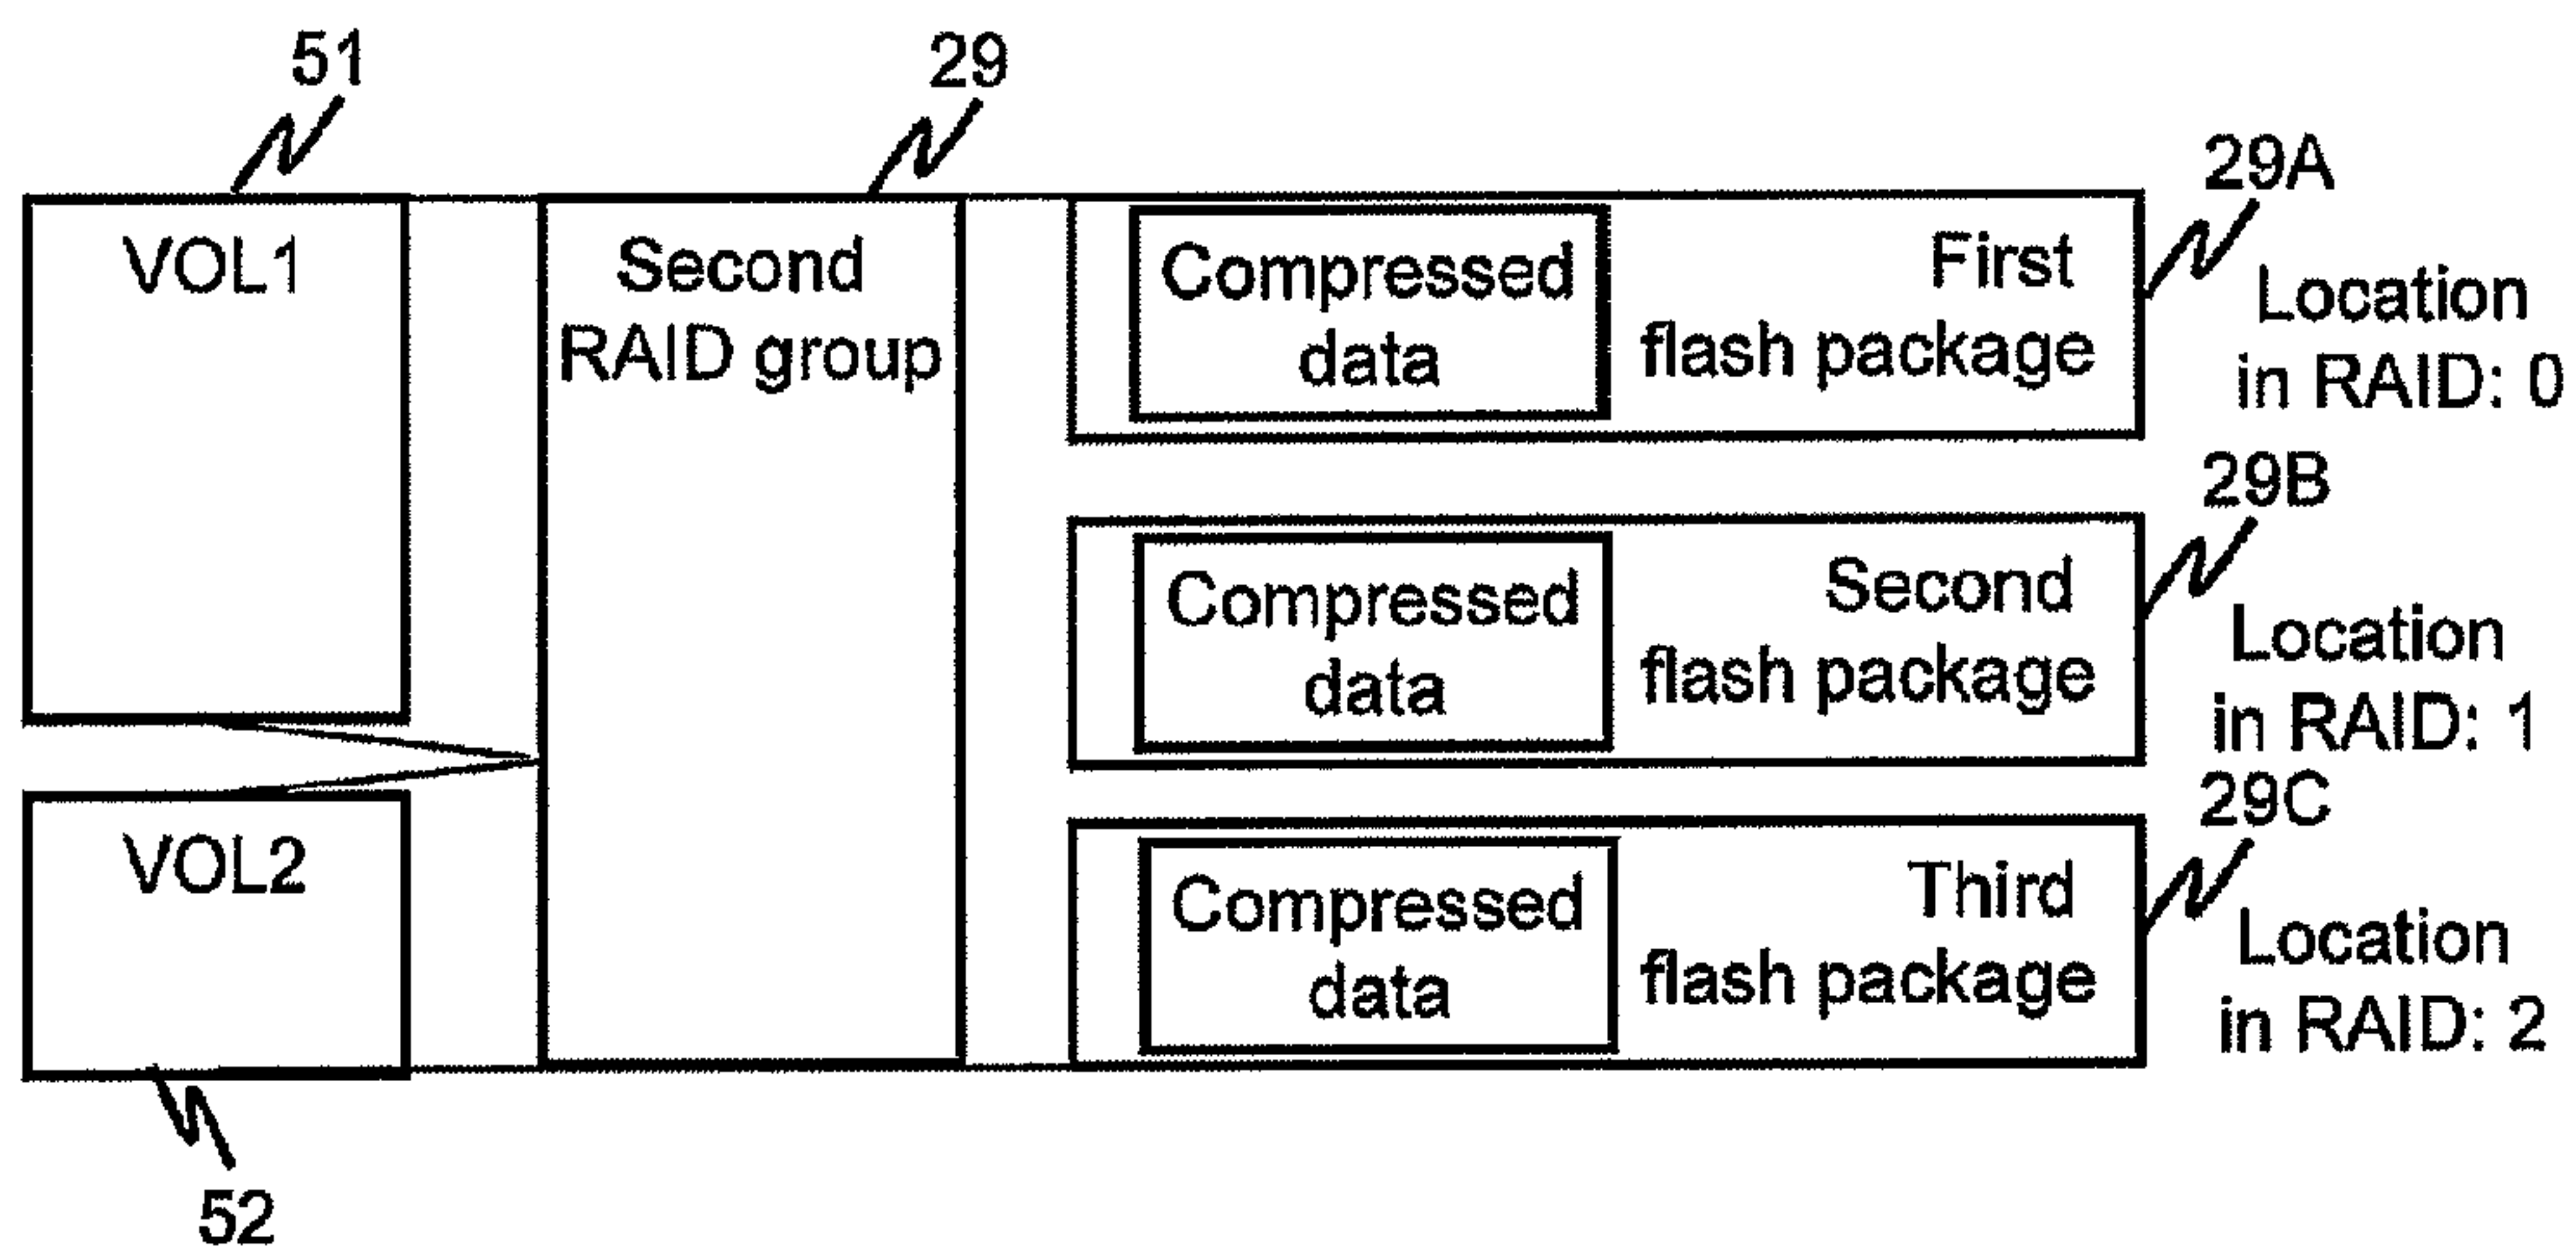 51
29
VOL1
Second
RAID group
Compressed
data
First
flash package
29A
Location
in RAID: 0
Compressed
data
Second
flash package
29B
Location
in RAID: 1
VOL2
Compressed
data
Third
flash package
29C
Location
in RAID: 2
52